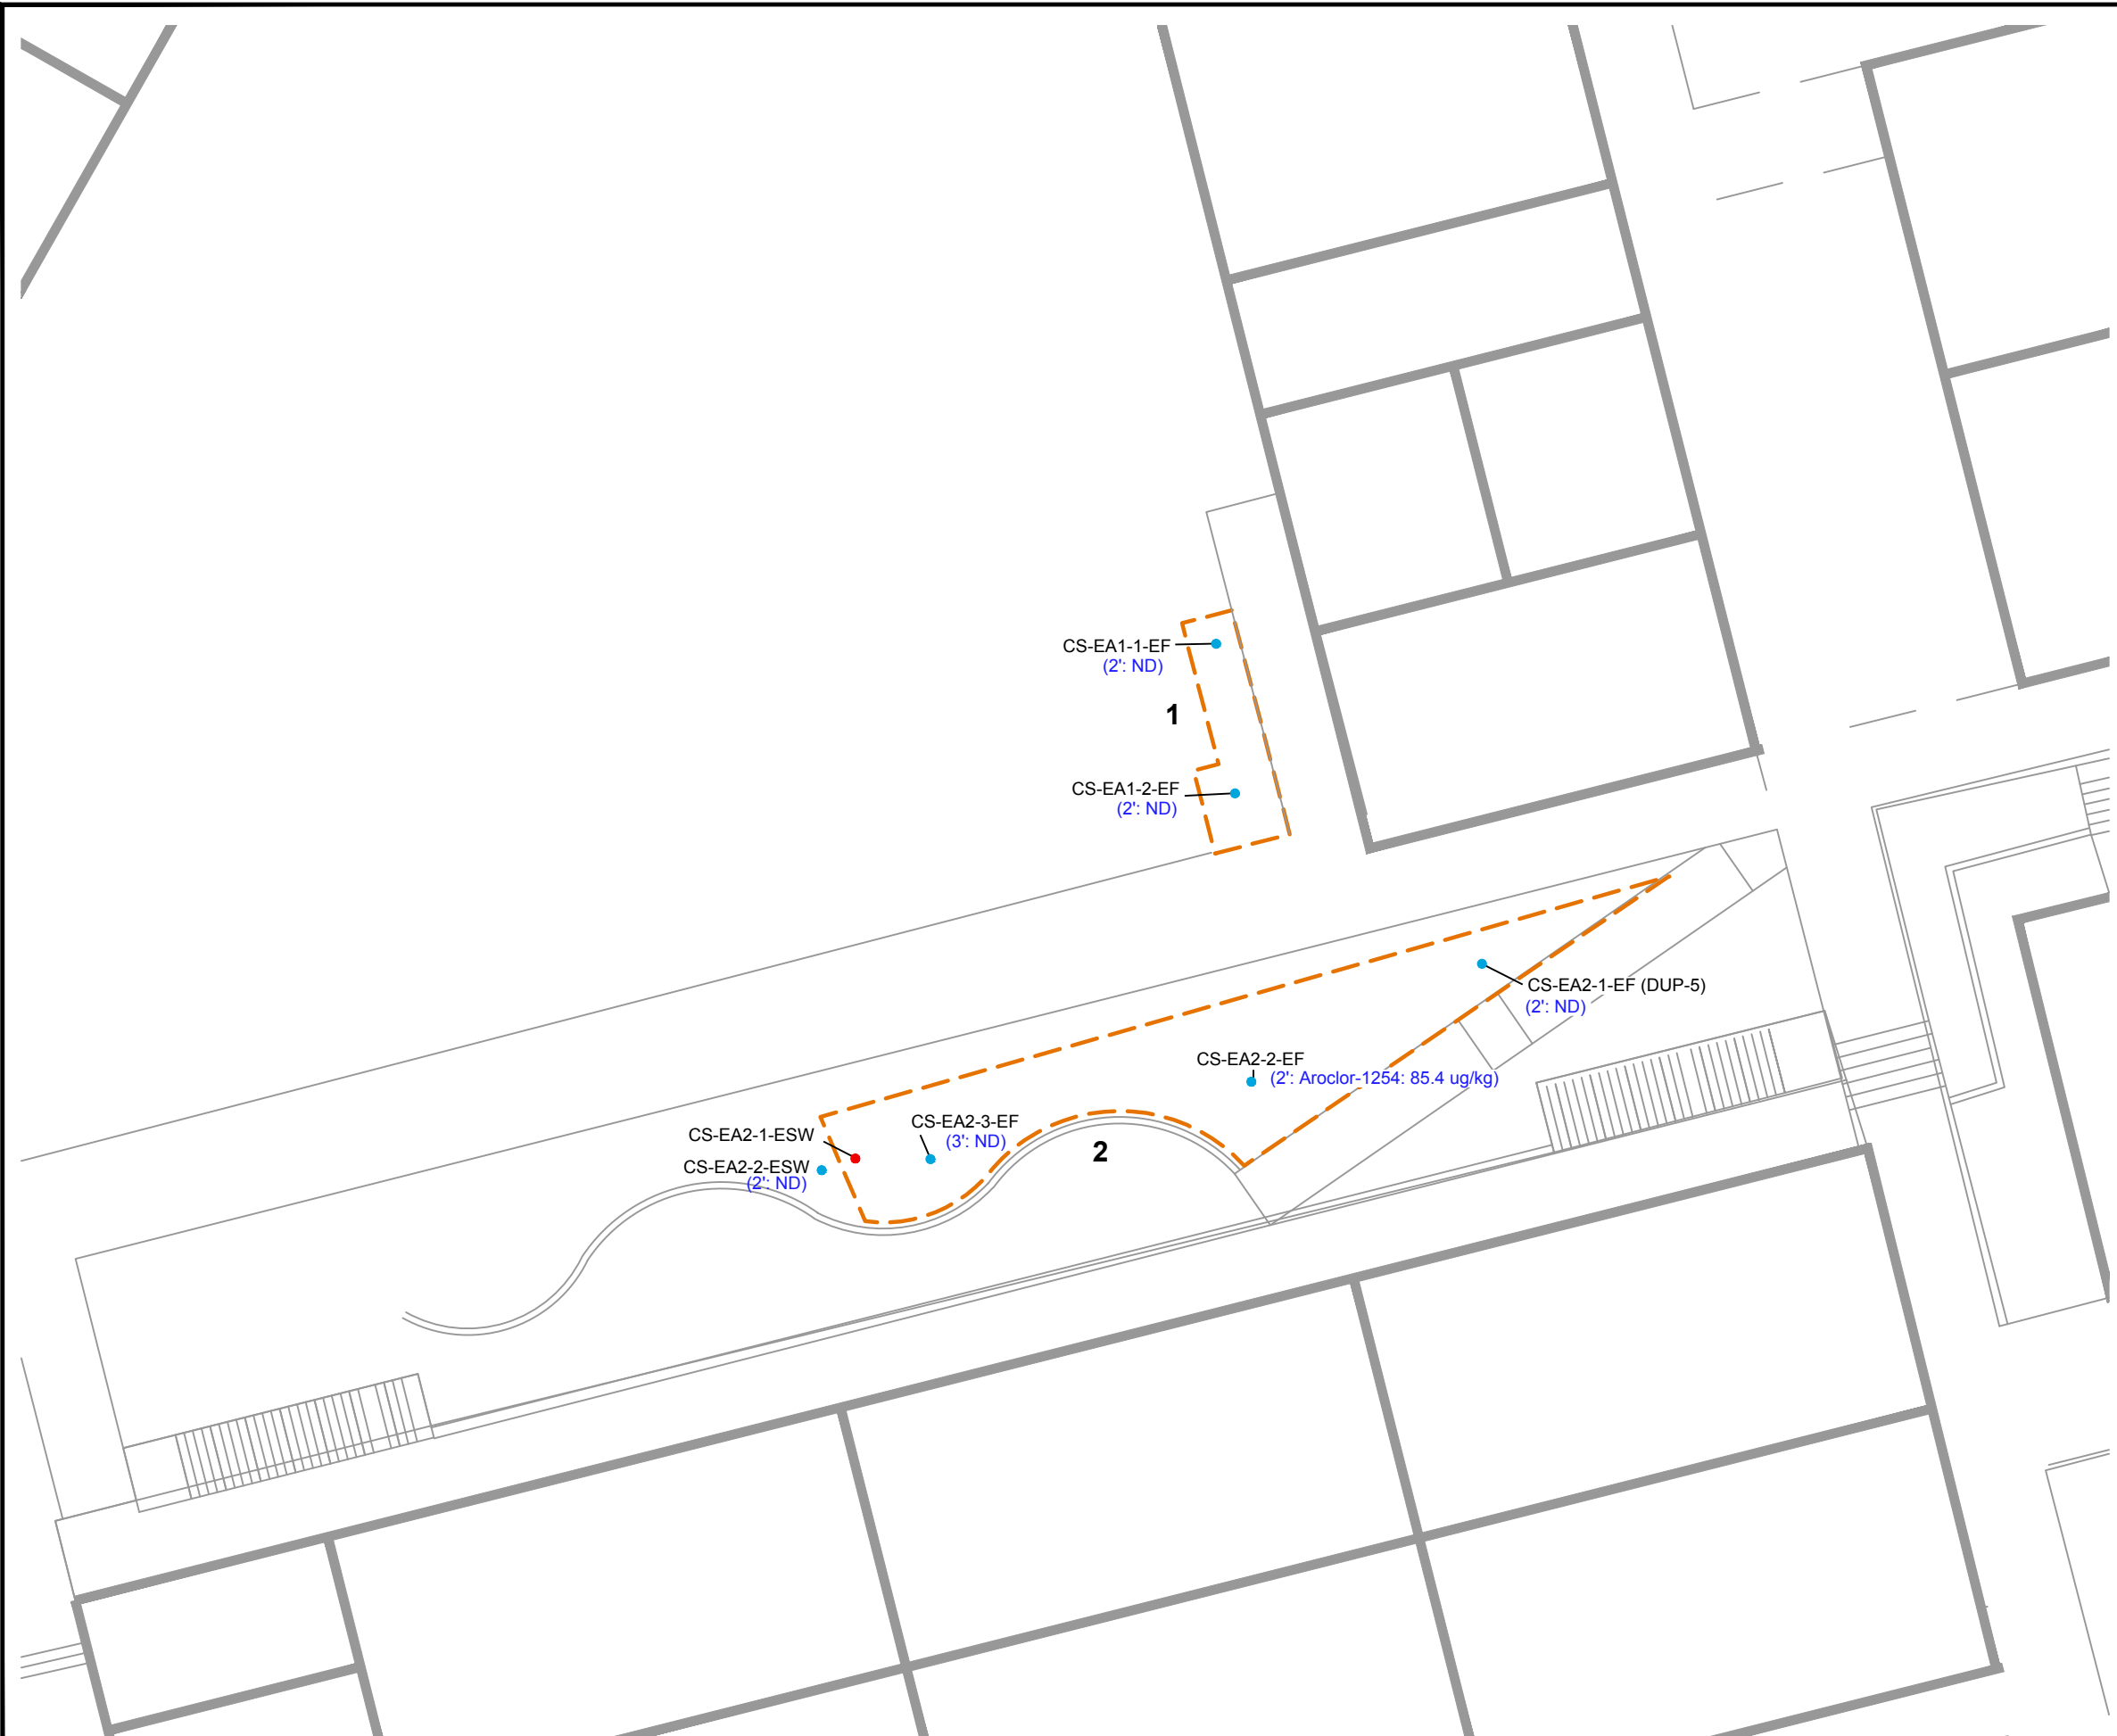 CS-EA1-1-EF
(2': ND)
1
CS-EA1-2-EF
(2': ND)
CS-EA2-1-EF (DUP-5)
(2': ND)
CS-EA2-2-EF
(2': Aroclor-1254: 85.4 ug/kg)
CS-EA2-3-EF
(3': ND)
CS-EA2-1-ESW
2
CS-EA2-2-ESW
(2': ND)